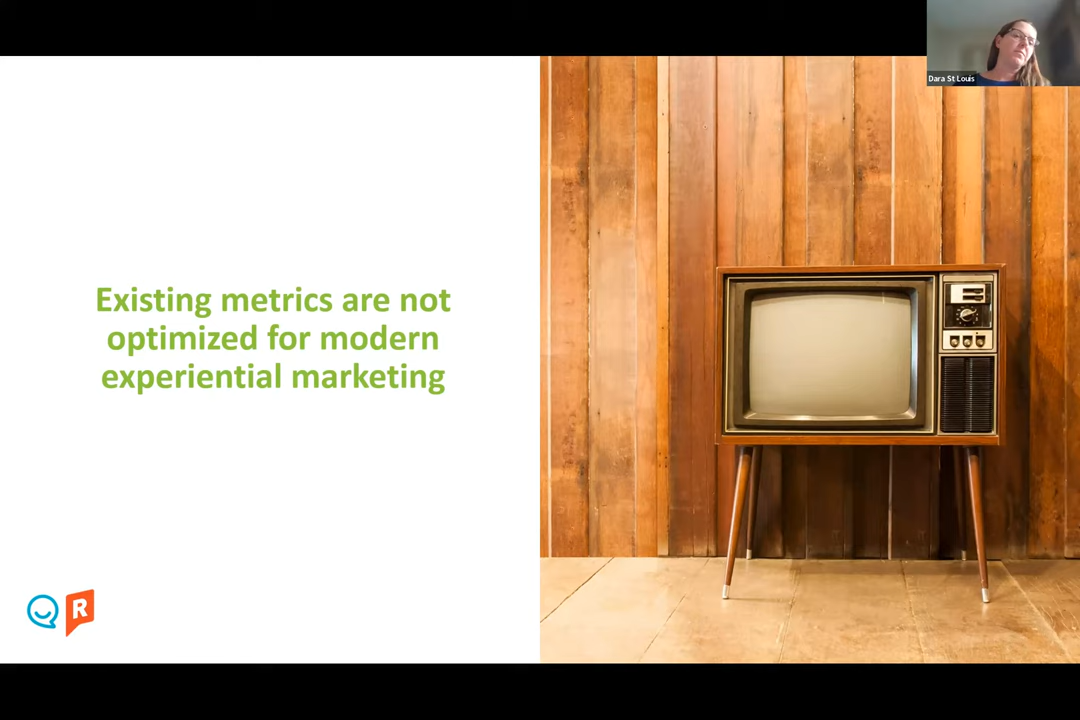 Dara St Louis
Existing metrics are not
optimized for modern
experiential marketing
R